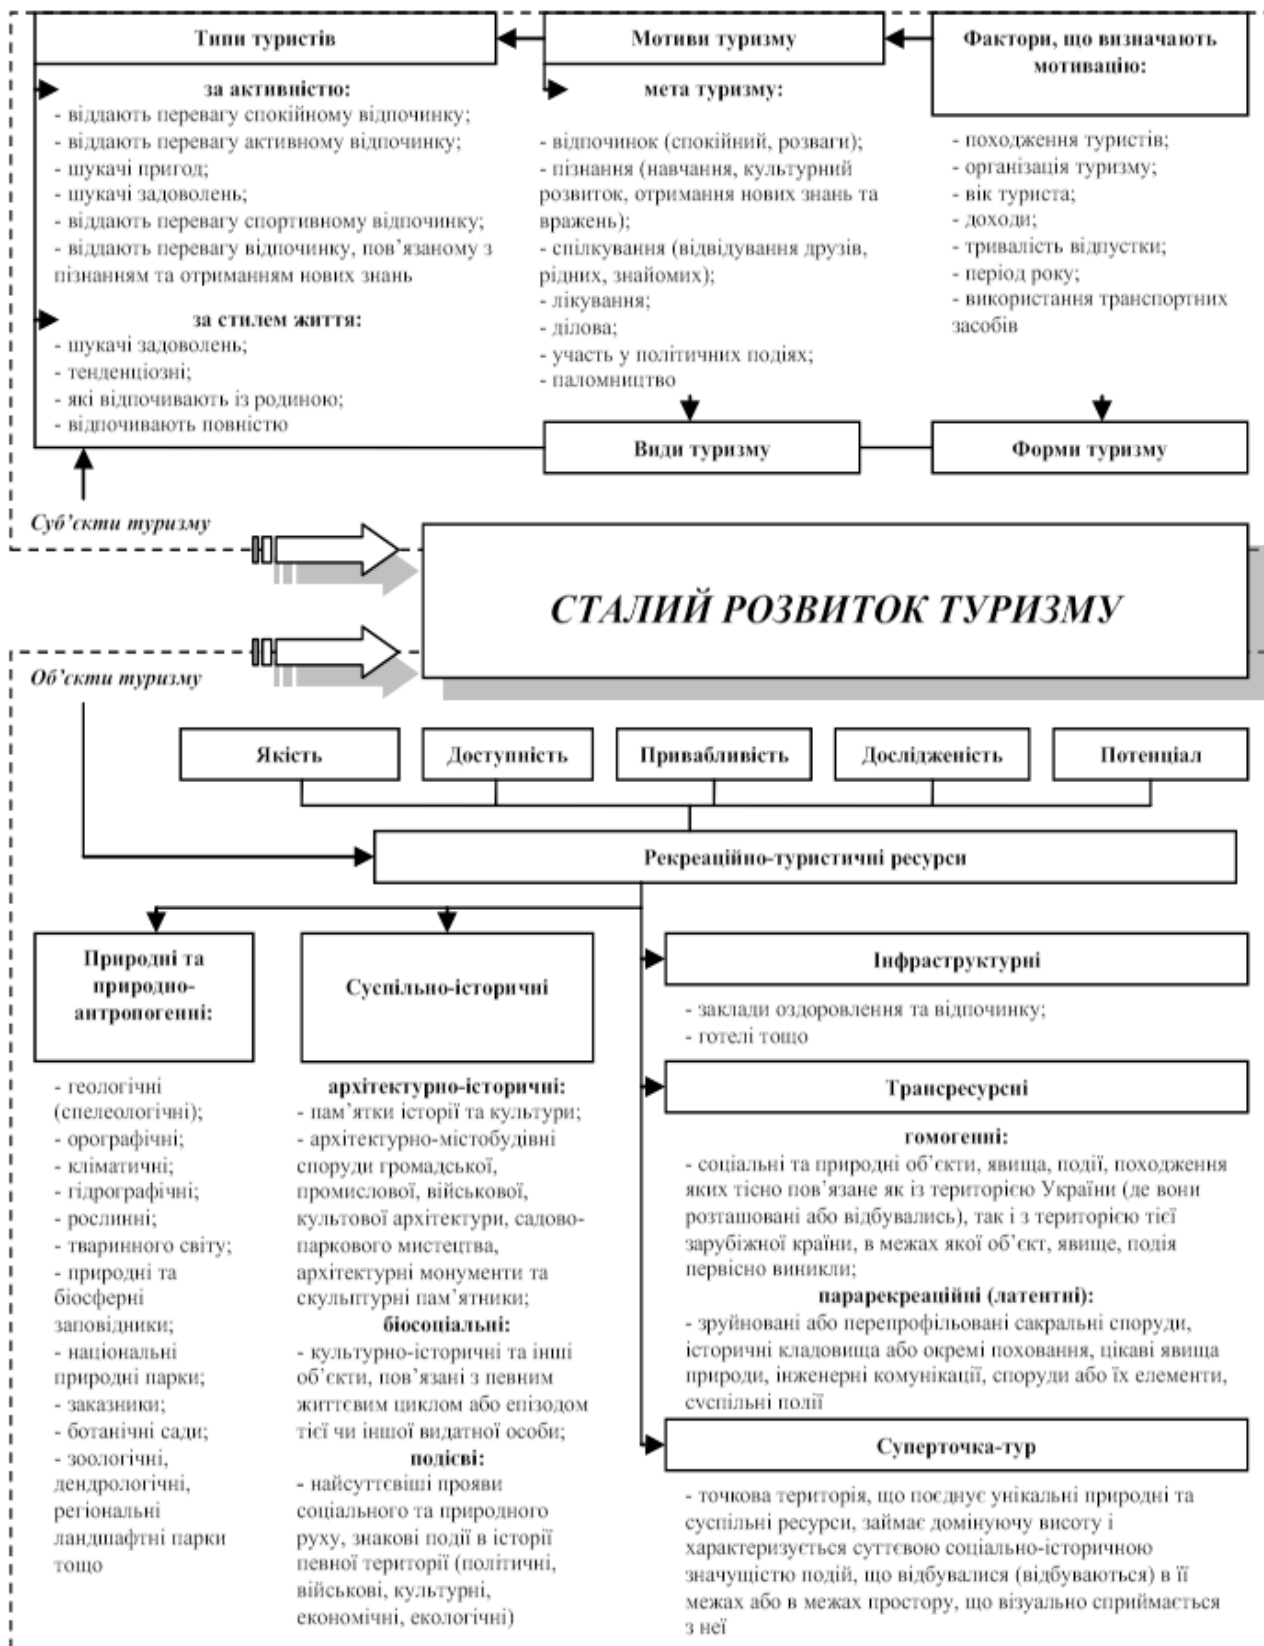 Типи туристів
за активністю:
- віддають перевагу спокійному відпочинку;
- віддають перевагу активному відпочинку;
- шукачі пригод;
- шукачі задоволень;
- віддають перевагу спортивному відпочинку;
- віддають перевагу відпочинку, пов’язаному з
пізнанням та отриманням нових знань
за стилем життя:
- шукачі задоволень;
- тенденціозні;
- які відпочивають із родиною;
- відпочивають повністю
Мотиви туризму
мета туризму:
- відпочинок (спокійний, розваги);
- пізнання (навчання, культурний
розвиток, отримання нових знань та
вражень);
- спілкування (відвідування друзів,
рідних, знайомих);
- лікування;
- ділова;
- участь у політичних подіях;
- паломництво
Фактори, що визначають
мотивацію:
- походження туристів;
- організація туризму;
- вік туриста;
- доходи;
- тривалість відпустки;
- період року;
- використання транспортних
засобів
Види туризму
Форми туризму
Суб’єкти туризму
СТАЛИЙ РОЗВИТОК ТУРИЗМУ
Об’єкти туризму
Якість
Доступність
Привабливість
Дослідженість
Потенціал
Рекреаційно-туристичні ресурси
Природні та
природно-
антропогенні:
- геологічні
(спелеологічні);
- орографічні;
- кліматичні;
- гідрографічні;
- рослинні;
- тваринного світу;
- природні та
біосферні
заповідники;
- національні
природні парки;
- заказники;
- ботанічні сади;
- зоологічні,
дендрологічні,
регіональні
ландшафтні парки
тощо
Суспільно-історичні
архітектурно-історичні:
- пам’ятки історії та культури;
- архітектурно-містобудівні
споруди громадської,
промислової, військової,
культової архітектури, садово-
паркового мистецтва,
архітектурні монументи та
скульптурні пам’ятники;
біосоціальні:
- культурно-історичні та інші
об’єкти, пов’язані з певним
життєвим циклом або епізодом
тієї чи іншої видатної особи;
подієві:
- найсуттєвіші прояви
соціального та природного
руху, знакові події в історії
певної території (політичні,
військові, культурні,
економічні, екологічні)
Інфраструктурні
- заклади оздоровлення та відпочинку;
- готелі тощо
Трансресурсні
гомогенні:
- соціальні та природні об’єкти, явища, події, походження
яких тісно пов’язане як із територією України (де вони
розташовані або відбувались), так і з територією тієї
зарубіжної країни, в межах якої об’єкт, явище, подія
первісно виникли;
парарекреаційні (латентні):
- зруйновані або перепрофільовані сакральні споруди,
історичні кладовища або окремі поховання, цікаві явища
природи, інженерні комунікації, споруди або їх елементи,
суспільні події
Суперточка-тур
- точкова територія, що поєднує унікальні природні та
суспільні ресурси, займає домінуючу висоту і
характеризується суттєвою соціально-історичною
значущістю подій, що відбувалися (відбуваються) в її
межах або в межах простору, що візуально сприймається
з неї